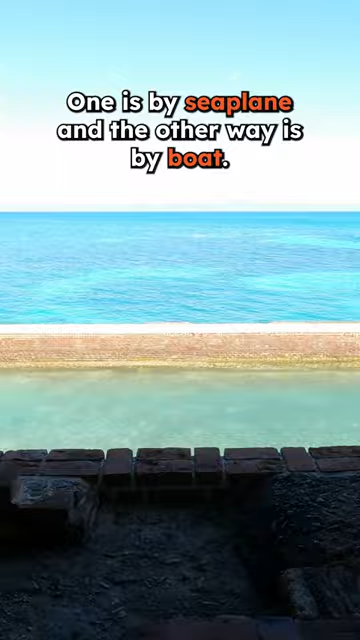 One is by seaplane
and the other way is
by boat.